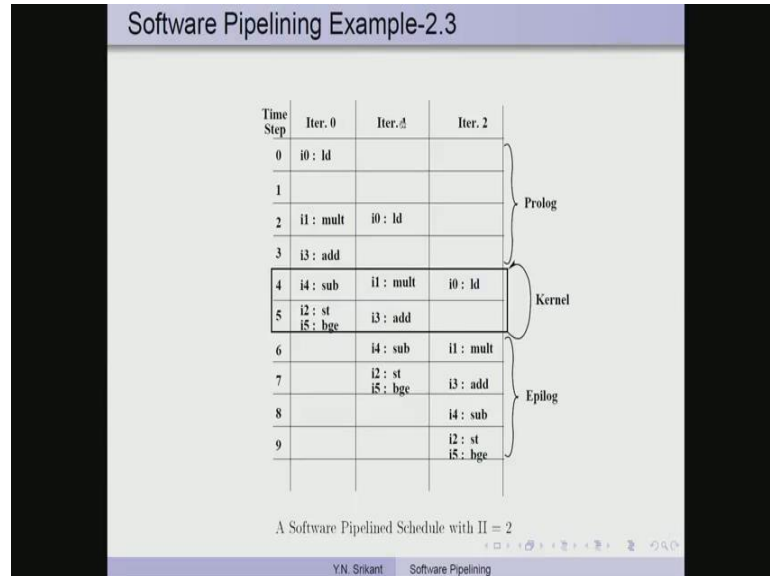 Software Pipelining Example-2.3
Time Step Iter. 0 Iter. 1 Iter. 2
0 i0 : ld
1
2 i1 : mult i0 : ld
3 i3 : add
Prolog
4 i4 : sub i1 : mult i0 : ld
5 i2 : st i5 : bge i3 : add
Kernel
6 i4 : sub i1 : mult
7 i2 : st i5 : bge i3 : add
8 i4 : sub
9 i2 : st i5 : bge
Epilog
A Software Pipelined Schedule with II = 2
Y.N. Srikant Software Pipelining